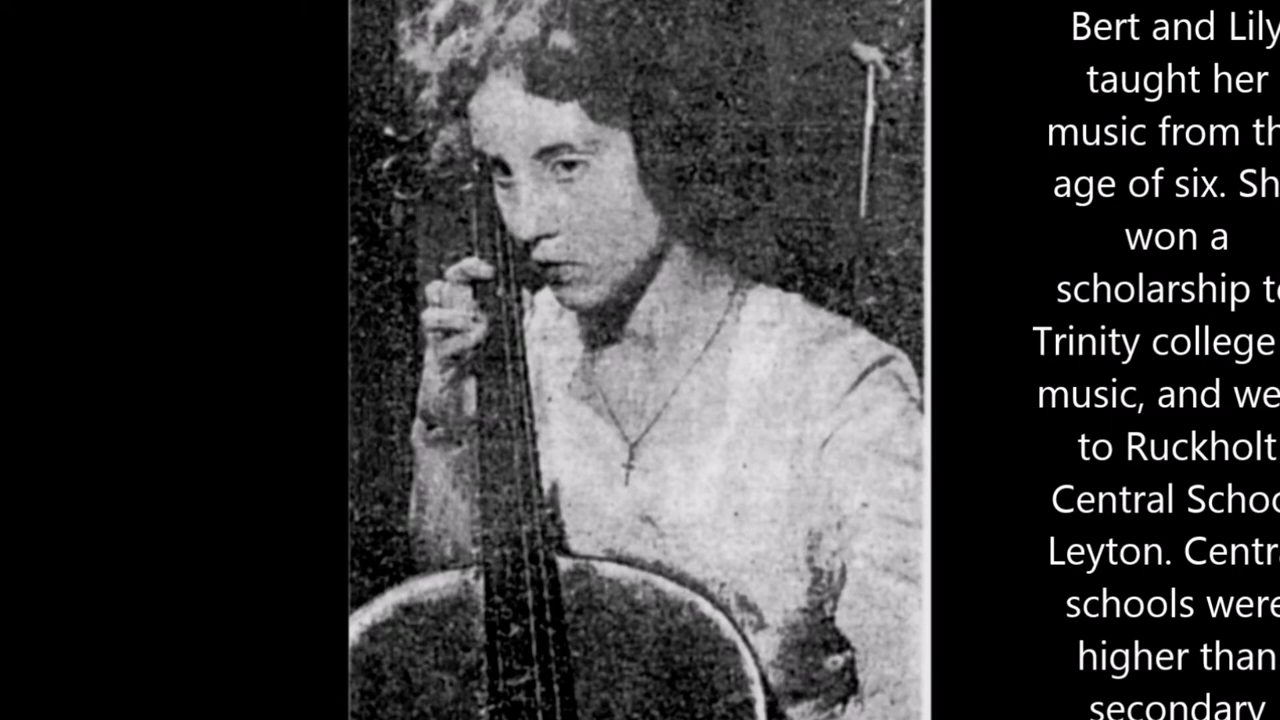 Bert and Lily
taught her
music from th
age of six. Sh
won a
scholarship to
Trinity college
music, and we
to Ruckholt
Central Schoo
Leyton. Centr
schools were
higher than
secondary